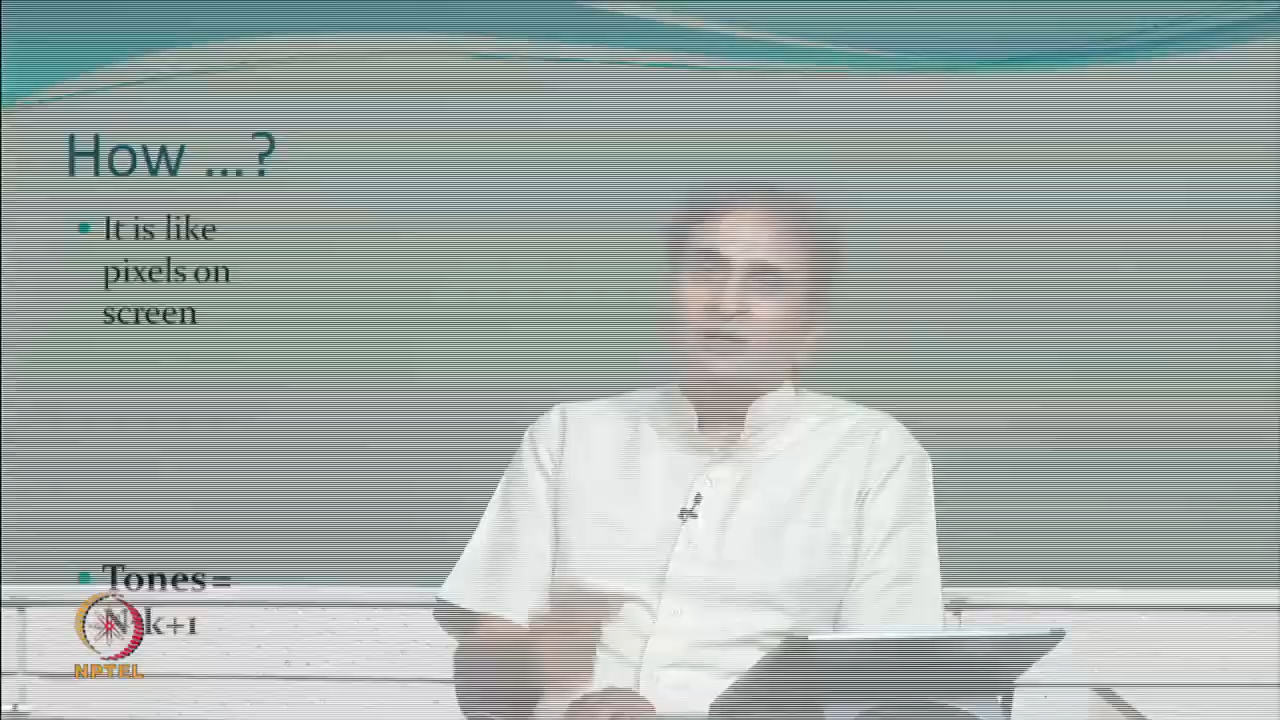 How ...?
• It is like
pixels on
screen
• Tones=
k+1
NPTEL